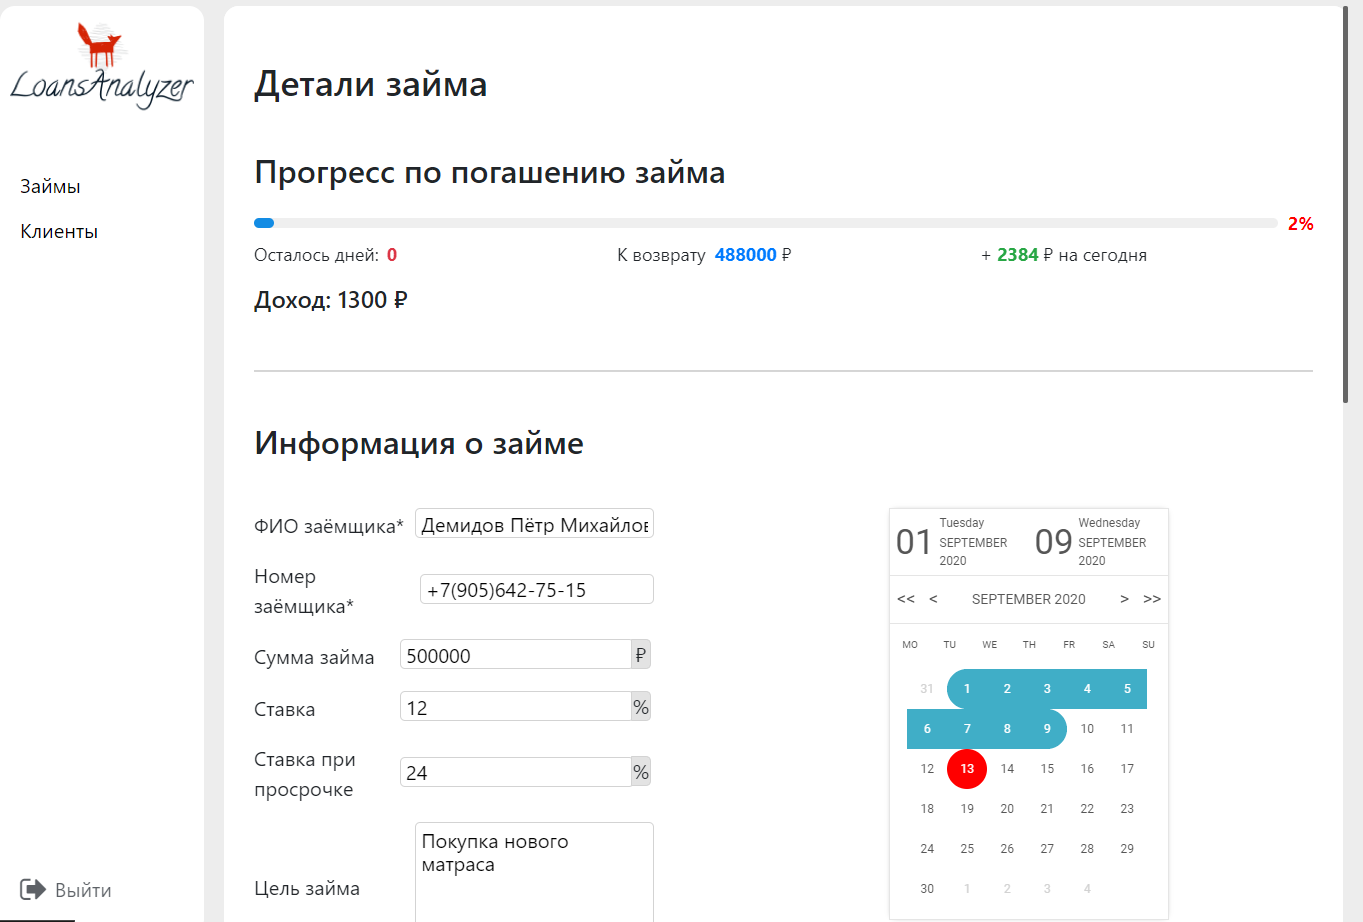 LoansAnalyzer
Займы
Клиенты
Выйти
Детали займа
Прогресс по погашению займа
2%
Осталось дней: 0
К возврату 488000 ₽
+ 2384 ₽ на сегодня
Доход: 1300 ₽
Информация о займе
ФИО заёмщика* Демидов Пётр Михайлов
Номер
заёмщика*
+7(905)642-75-15
Сумма займа 500000 ₽
Ставка 12 %
Ставка при
просрочке
24 %
Цель займа
Покупка нового
матраса
01 Tuesday
SEPTEMBER
2020
09 Wednesday
SEPTEMBER
2020
<< < SEPTEMBER 2020 > >>
MO TU WE TH FR SA SU
31 1 2 3 4 5
6 7 8 9 10 11
12 13 14 15 16 17
18 19 20 21 22 23
24 25 26 27 28 29
30 1 2 3 4